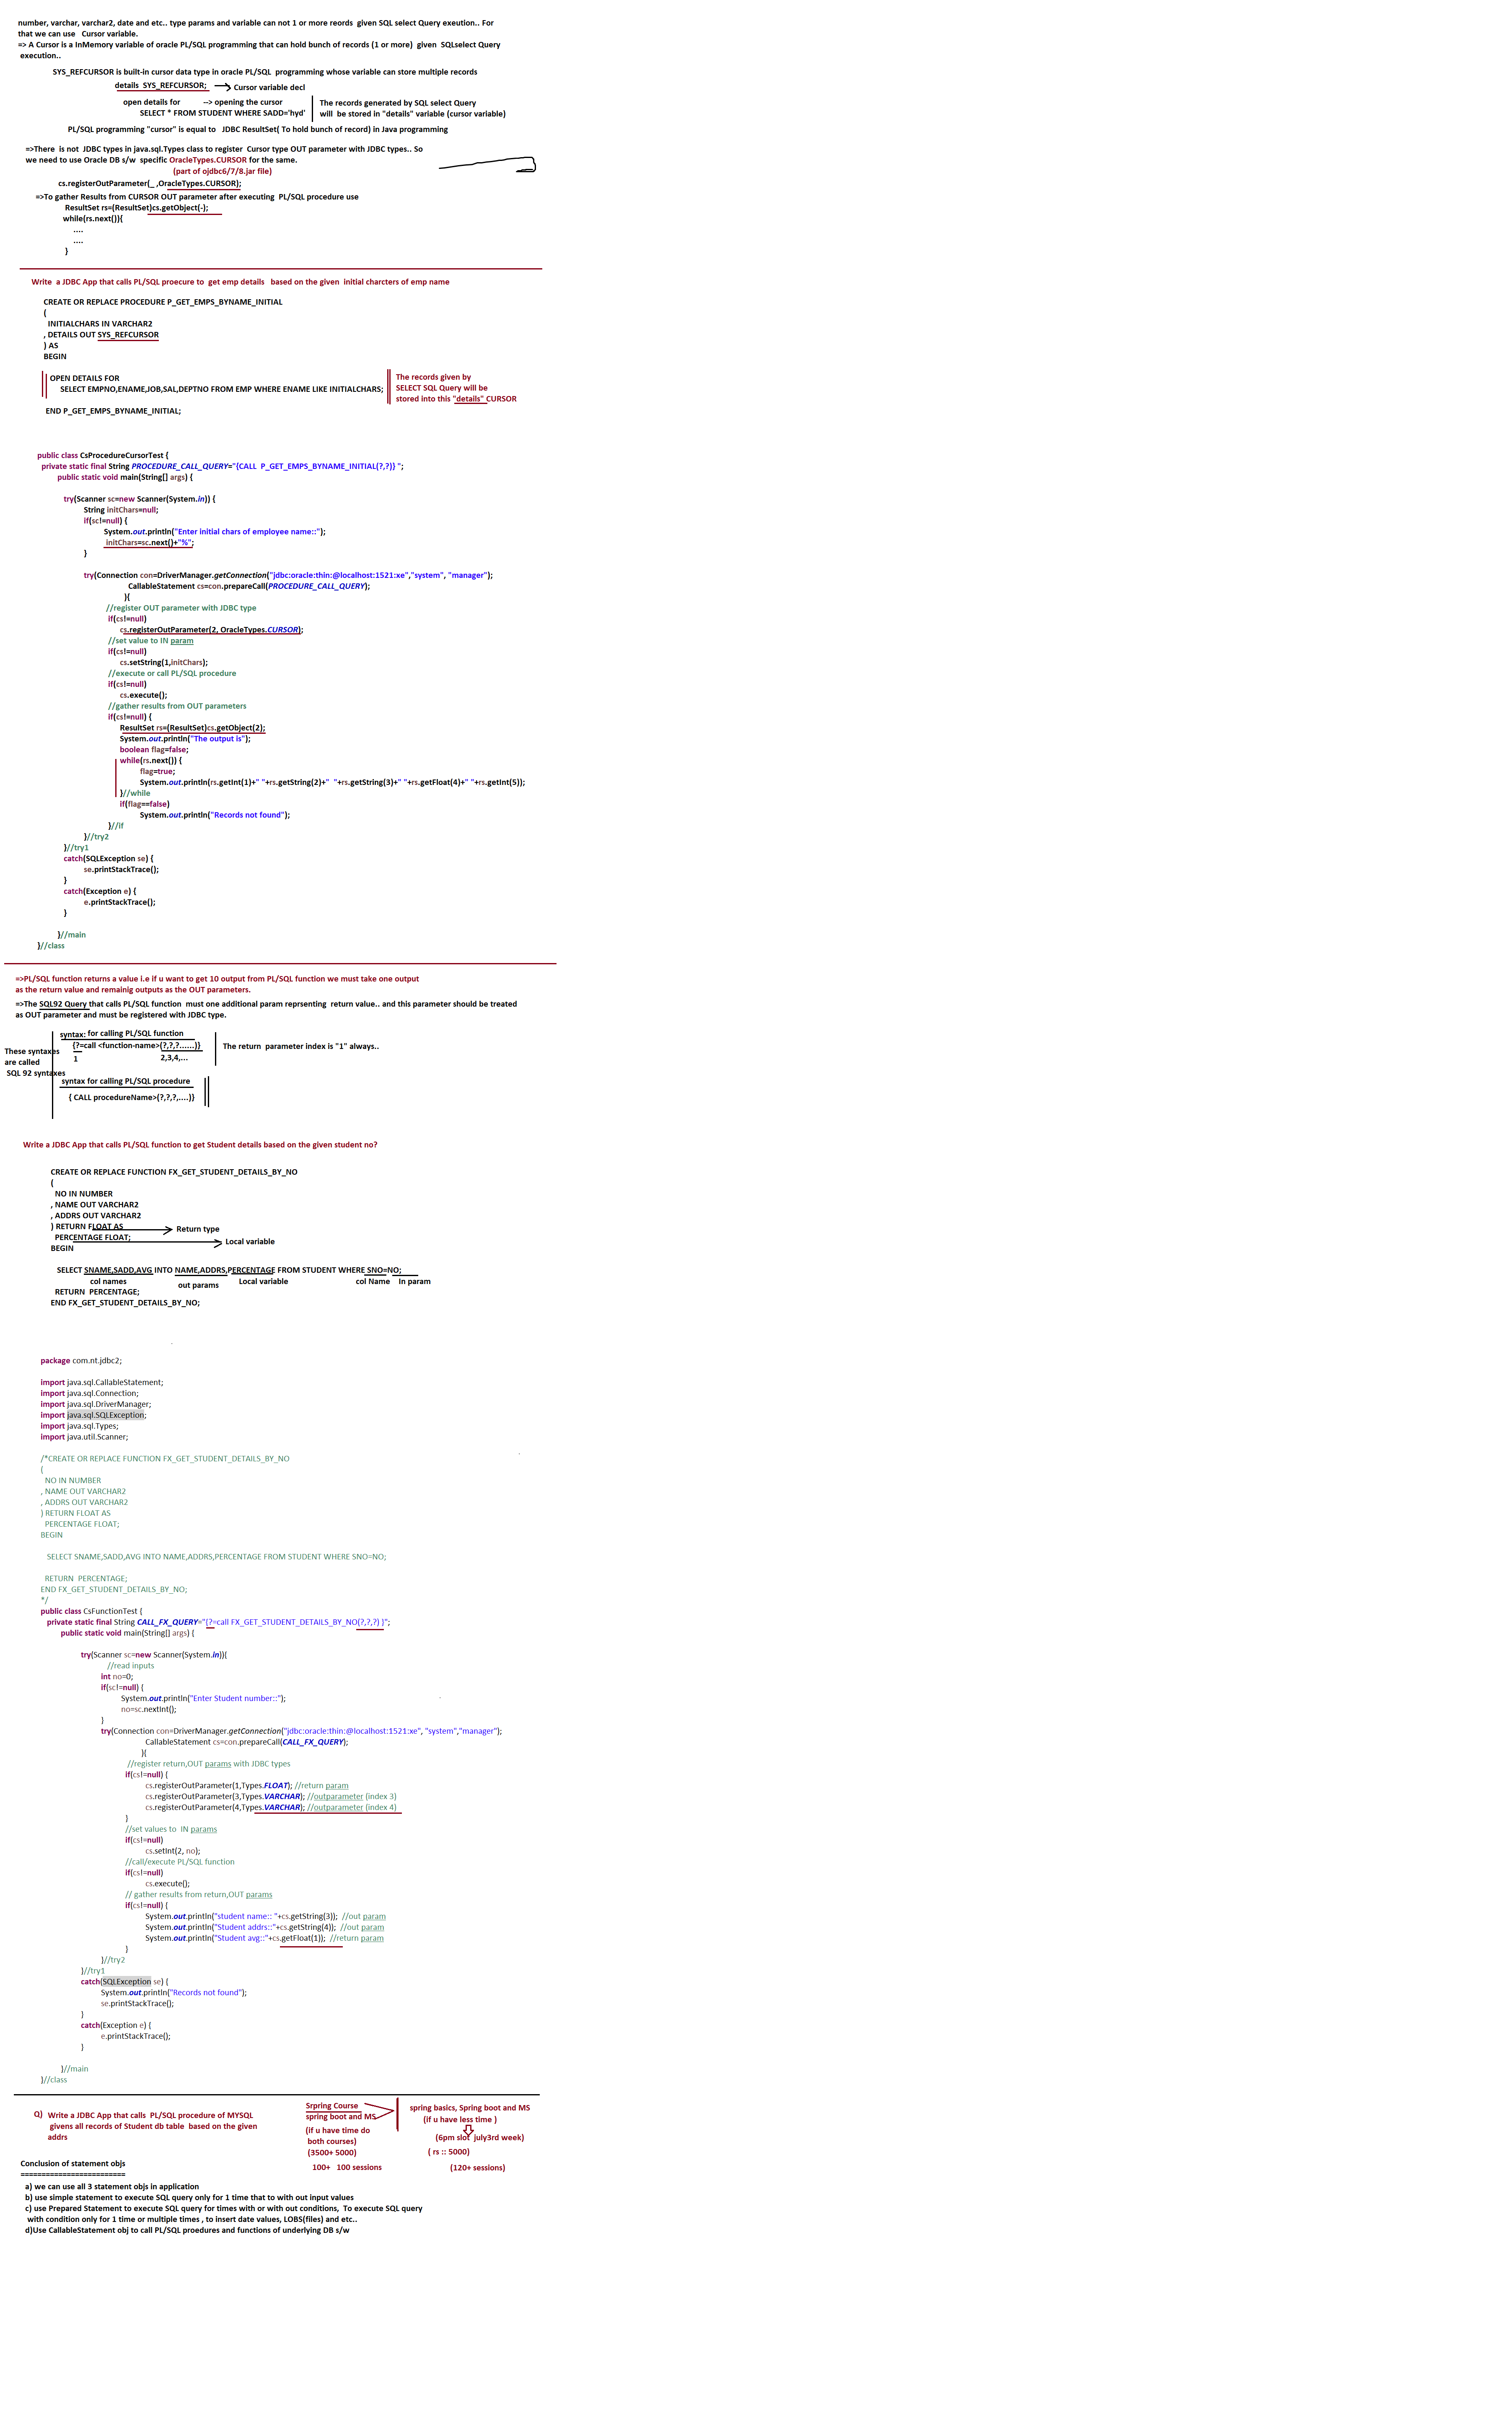 number, varchar, varchar2, date and etc.. type params and variable can not 1 or more reords  given SQL select Query exeution.. For
that we can use   Cursor variable.
=> A Cursor is a InMemory variable of oracle PL/SQL programming that can hold bunch of records (1 or more)  given  SQLselect Query
execution..
SYS_REFCURSOR is built-in cursor data type in oracle PL/SQL  programming whose variable can store multiple records
details  SYS_REFCURSOR;  Cursor variable decl
open details for          --> opening the cursor
SELECT * FROM STUDENT WHERE SADD='hyd'
The records generated by SQL select Query
will  be stored in "details" variable (cursor variable)
PL/SQL programming "cursor" is equal to   JDBC ResultSet( To hold bunch of record) in Java programming
=>There  is not  JDBC types in java.sql.Types class to register  Cursor type OUT parameter with JDBC types.. So
we need to use Oracle DB s/w  specific OracleTypes.CURSOR for the same.
(part of ojdbc6/7/8.jar file)
cs.registerOutParameter(_ ,OracleTypes.CURSOR);
=>To gather Results from CURSOR OUT parameter after executing  PL/SQL procedure use
ResultSet rs=(ResultSet)cs.getObject(-);
while(rs.next()){
....
....
}
Write  a JDBC App that calls PL/SQL proecure to  get emp details   based on the given  initial charcters of emp name
CREATE OR REPLACE PROCEDURE P_GET_EMPS_BYNAME_INITIAL
(
INITIALCHARS IN VARCHAR2
, DETAILS OUT SYS_REFCURSOR
) AS
BEGIN
OPEN DETAILS FOR
SELECT EMPNO,ENAME,JOB,SAL,DEPTNO FROM EMP WHERE ENAME LIKE INITIALCHARS;
The records given by
SELECT SQL Query will be
stored into this "details" CURSOR
END P_GET_EMPS_BYNAME_INITIAL;
public class CsProcedureCursorTest {
private static final String PROCEDURE_CALL_QUERY="{CALL  P_GET_EMPS_BYNAME_INITIAL(?,?)} ";
public static void main(String[] args) {
try(Scanner sc=new Scanner(System.in)) {
String initChars=null;
if(sc!=null) {
System.out.println("Enter initial chars of employee name::");
initChars=sc.next()+"%";
}
try(Connection con=DriverManager.getConnection("jdbc:oracle:thin:@localhost:1521:xe","system", "manager");
CallableStatement cs=con.prepareCall(PROCEDURE_CALL_QUERY);
}{
//register OUT parameter with JDBC type
if(cs!=null)
cs.registerOutParameter(2, OracleTypes.CURSOR);
//set value to IN param
if(cs!=null)
cs.setString(1,initChars);
//execute or call PL/SQL procedure
if(cs!=null)
cs.execute();
//gather results from OUT parameters
if(cs!=null) {
ResultSet rs=(ResultSet)cs.getObject(2);
System.out.println("The output is");
boolean flag=false;
while(rs.next()) {
flag=true;
System.out.println(rs.getInt(1)+" "+rs.getString(2)+"  "+rs.getString(3)+" "+rs.getFloat(4)+" "+rs.getInt(5));
}//while
if(flag==false)
System.out.println("Records not found");
}//if
}//try2
}//try1
catch(SQLException se) {
se.printStackTrace();
}
catch(Exception e) {
e.printStackTrace();
}
}//main
}//class
=>PL/SQL function returns a value i.e if u want to get 10 output from PL/SQL function we must take one output
as the return value and remainig outputs as the OUT parameters.
=>The SQL92 Query that calls PL/SQL function  must one additional param reprsenting  return value.. and this parameter should be treated
as OUT parameter and must be registered with JDBC type.
syntax: for calling PL/SQL function
{?=call <function-name>(?,?,?......)}
1  2,3,4,...
The return  parameter index is "1" always..
These syntaxes
are called
SQL 92 syntaxes
syntax for calling PL/SQL procedure
{ CALL procedureName>(?,?,?,....)}
Write a JDBC App that calls PL/SQL function to get Student details based on the given student no?
CREATE OR REPLACE FUNCTION FX_GET_STUDENT_DETAILS_BY_NO
(
NO IN NUMBER
, NAME OUT VARCHAR2
, ADDRS OUT VARCHAR2
) RETURN FLOAT AS  Return type
PERCENTAGE FLOAT;  Local variable
BEGIN
SELECT SNAME,SADD,AVG INTO NAME,ADDRS,PERCENTAGE FROM STUDENT WHERE SNO=NO;
col names  out params  Local variable  col Name  In param
RETURN  PERCENTAGE;
END FX_GET_STUDENT_DETAILS_BY_NO;
package com.nt.jdbc2;
import java.sql.CallableStatement;
import java.sql.Connection;
import java.sql.DriverManager;
import java.sql.SQLException;
import java.sql.Types;
import java.util.Scanner;
/*CREATE OR REPLACE FUNCTION FX_GET_STUDENT_DETAILS_BY_NO
(
NO IN NUMBER
, NAME OUT VARCHAR2
, ADDRS OUT VARCHAR2
) RETURN FLOAT AS
PERCENTAGE FLOAT;
BEGIN
SELECT SNAME,SADD,AVG INTO NAME,ADDRS,PERCENTAGE FROM STUDENT WHERE SNO=NO;
RETURN  PERCENTAGE;
END FX_GET_STUDENT_DETAILS_BY_NO;
*/
public class CsFunctionTest {
private static final String CALL_FX_QUERY="{?=call FX_GET_STUDENT_DETAILS_BY_NO(?,?,?) }";
public static void main(String[] args) {
try(Scanner sc=new Scanner(System.in)){
//read inputs
int no=0;
if(sc!=null) {
System.out.println("Enter Student number::");
no=sc.nextInt();
}
try(Connection con=DriverManager.getConnection("jdbc:oracle:thin:@localhost:1521:xe", "system","manager");
CallableStatement cs=con.prepareCall(CALL_FX_QUERY);
){
//register return,OUT params with JDBC types
if(cs!=null) {
cs.registerOutParameter(1,Types.FLOAT); //return param
cs.registerOutParameter(3,Types.VARCHAR); //outparameter (index 3)
cs.registerOutParameter(4,Types.VARCHAR); //outparameter (index 4)
}
//set values to  IN params
if(cs!=null)
cs.setInt(2, no);
//call/execute PL/SQL function
if(cs!=null)
cs.execute();
// gather results from return,OUT params
if(cs!=null) {
System.out.println("student name:: "+cs.getString(3));  //out param
System.out.println("Student addrs::"+cs.getString(4));  //out param
System.out.println("Student avg::"+cs.getFloat(1));  //return param
}
}//try2
}//try1
catch(SQLException se) {
System.out.println("Records not found");
se.printStackTrace();
}
catch(Exception e) {
e.printStackTrace();
}
}//main
}//class
Q)  Write a JDBC App that calls  PL/SQL procedure of MYSQL
givens all records of Student db table  based on the given
addrs
Srpring Course
spring boot and MS
(if u have time do
both courses)
(3500+ 5000)
100+   100 sessions
spring basics, Spring boot and MS
(if u have less time )
(6pm slot  july3rd week)
( rs :: 5000)
(120+ sessions)
Conclusion of statement objs
=========================
a) we can use all 3 statement objs in application
b) use simple statement to execute SQL query only for 1 time that to with out input values
c) use Prepared Statement to execute SQL query for times with or with out conditions,  To execute SQL query
with condition only for 1 time or multiple times , to insert date values, LOBS(files) and etc..
d)Use CallableStatement obj to call PL/SQL proedures and functions of underlying DB s/w